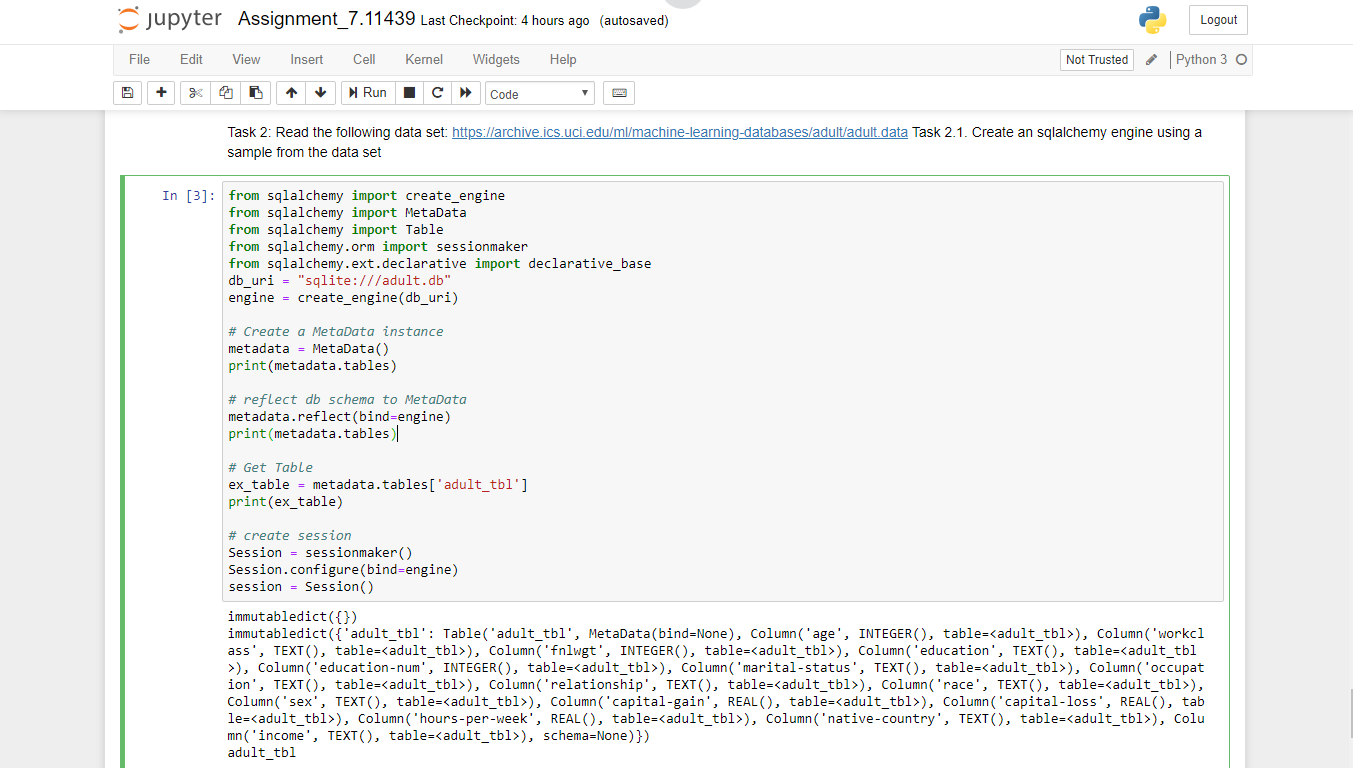 jupyter Assignment_7.11439 Last Checkpoint: 4 hours ago (autosaved)
Logout
File Edit View Insert Cell Kernel Widgets Help
Not Trusted Python 3
Run Code
Task 2: Read the following data set: https://archive.ics.uci.edu/ml/machine-learning-databases/adult/adult.data Task 2.1. Create an sqlalchemy engine using a
sample from the data set
In [3]:
from sqlalchemy import create_engine
from sqlalchemy import MetaData
from sqlalchemy import Table
from sqlalchemy.orm import sessionmaker
from sqlalchemy.ext.declarative import declarative_base
db_uri = "sqlite:///adult.db"
engine = create_engine(db_uri)
# Create a MetaData instance
metadata = MetaData()
print(metadata.tables)
# reflect db schema to MetaData
metadata.reflect(bind=engine)
print(metadata.tables)
# Get Table
ex_table = metadata.tables['adult_tbl']
print(ex_table)
# create session
Session = sessionmaker()
Session.configure(bind=engine)
session = Session()
immutabledict({})
immutabledict({'adult_tbl': Table('adult_tbl', MetaData(bind=None), Column('age', INTEGER(), table=<adult_tbl>), Column('workcl
ass', TEXT(), table=<adult_tbl>), Column('fnlwgt', INTEGER(), table=<adult_tbl>), Column('education', TEXT(), table=<adult_tbl
>), Column('education-num', INTEGER(), table=<adult_tbl>), Column('marital-status', TEXT(), table=<adult_tbl>), Column('occupat
ion', TEXT(), table=<adult_tbl>), Column('relationship', TEXT(), table=<adult_tbl>), Column('race', TEXT(), table=<adult_tbl>),
Column('sex', TEXT(), table=<adult_tbl>), Column('capital-gain', REAL(), table=<adult_tbl>), Column('capital-loss', REAL(), tab
le=<adult_tbl>), Column('hours-per-week', REAL(), table=<adult_tbl>), Column('native-country', TEXT(), table=<adult_tbl>), Colu
mn('income', TEXT(), table=<adult_tbl>), schema=None)})
adult_tbl